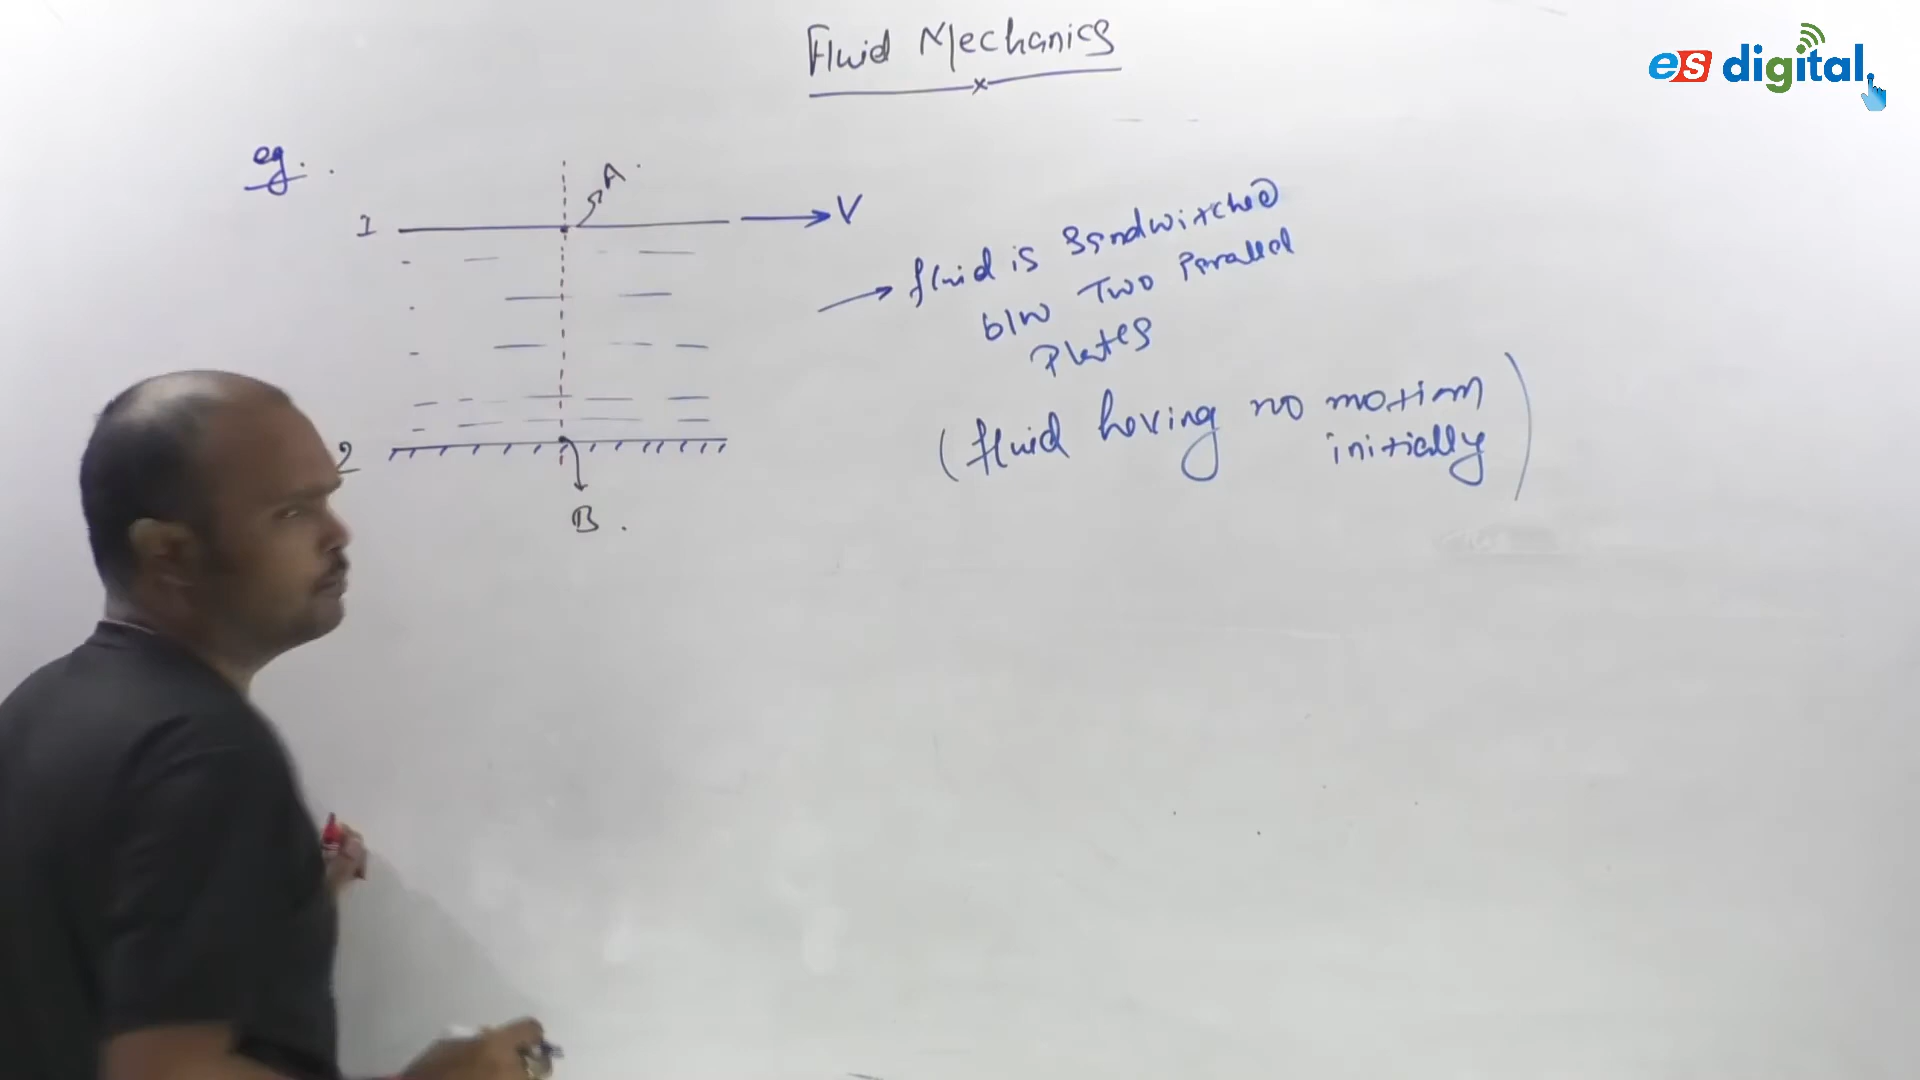 Fluid Mechanics
es digital
eg.
A
1
V
fluid is Sandwitched
b/w Two Parallel
Plates
(fluid having no motion
initially)
2
B